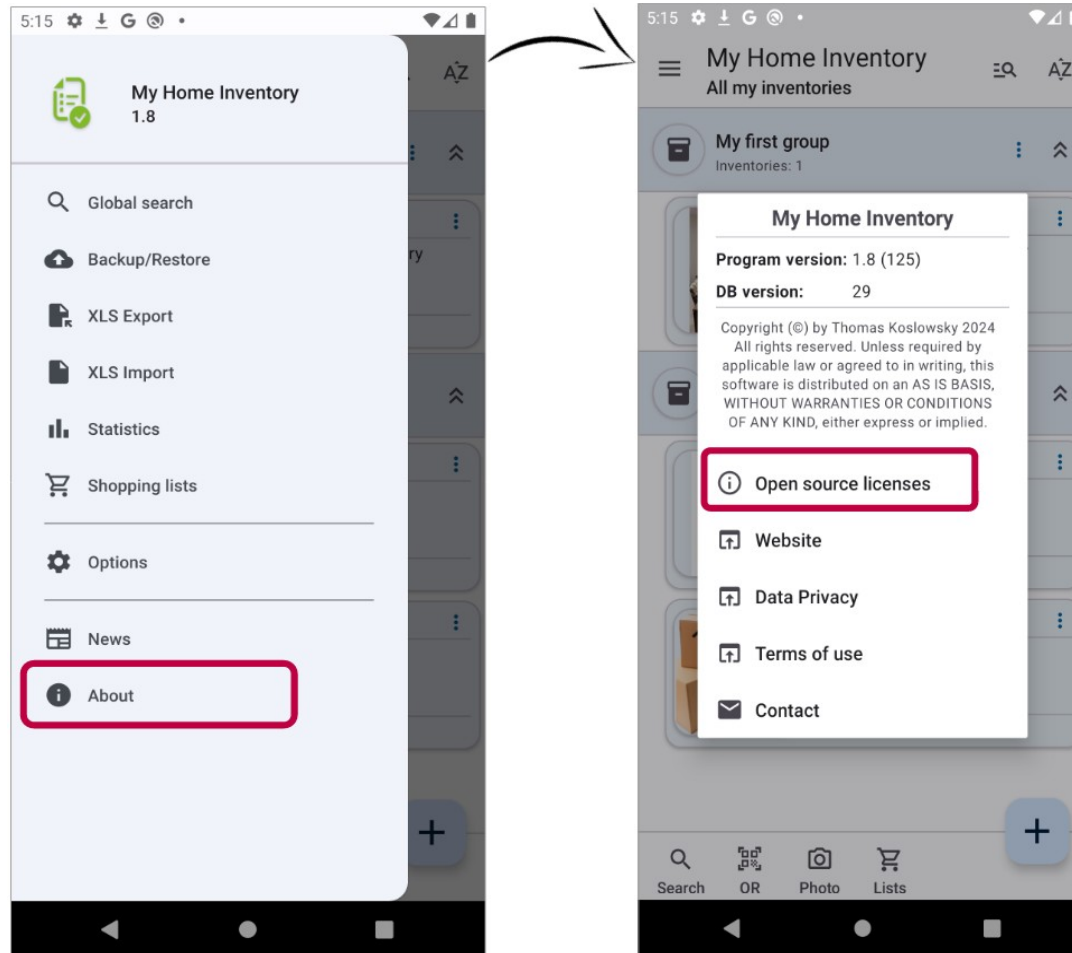 5:15
My Home Inventory
1.8
Global search
Backup/Restore
XLS Export
XLS Import
Statistics
Shopping lists
Options
News
About
AZ
ry
5:15
My Home Inventory
All my inventories
AZ
My first group
Inventories: 1
My Home Inventory
Program version: 1.8 (125)
DB version: 29
Copyright (©) by Thomas Koslowsky 2024
All rights reserved. Unless required by
applicable law or agreed to in writing, this
software is distributed on an AS IS BASIS,
WITHOUT WARRANTIES OR CONDITIONS
OF ANY KIND, either express or implied.
Open source licenses
Website
Data Privacy
Terms of use
Contact
Search
QR
Photo
Lists